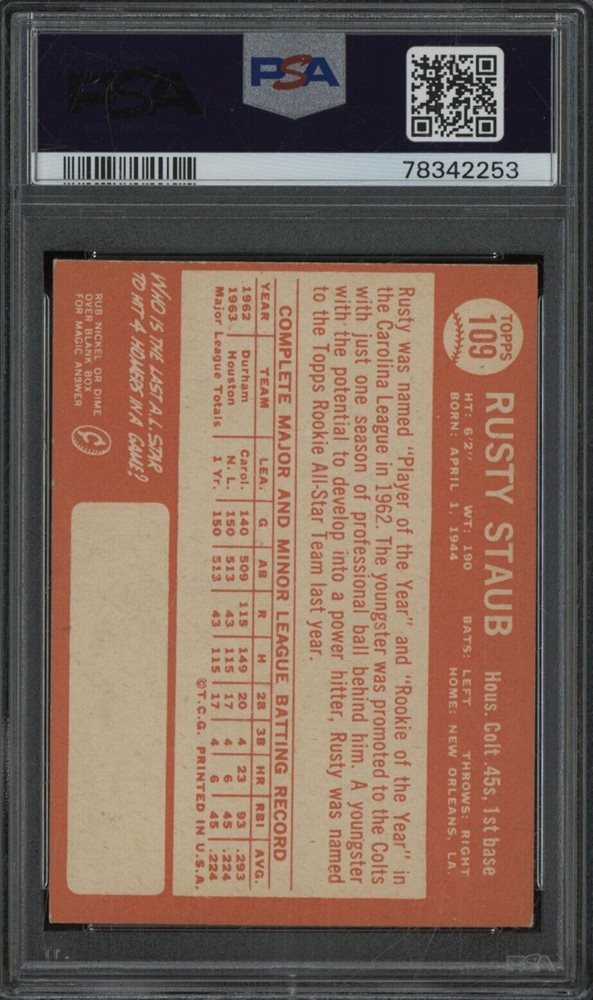 PSA
PSA
78342253
TOPPS
109
RUSTY STAUB
Hous. Colt .45s, 1st base
HT: 6'2" WT: 190 BATS: LEFT THROWS: RIGHT
BORN: APRIL 1, 1944 HOME: NEW ORLEANS, LA.
Rusty was named "Player of the Year" and "Rookie of the Year" in
the Carolina League in 1962. The youngster was promoted to the Colts
with just one season of professional ball behind him. A youngster
with the potential to develop into a power hitter, Rusty was named
to the Topps Rookie All-Star Team last year.
COMPLETE MAJOR AND MINOR LEAGUE BATTING RECORD
YEAR TEAM LEA. G AB R H 2B 3B HR RBI AVG.
1962 Durham Carol. 140 509 115 149 20 4 23 93 .293
1963 Houston N. L. 150 513 43 115 17 4 6 45 .224
Major League Totals 1 Yr. 150 513 43 115 17 4 6 45 .224
©T.C.G. PRINTED IN U.S.A.
WHO IS THE LAST A.L. STAR
TO HIT 4 HOMERS IN A GAME?
RUB NICKEL OR DIME
OVER BLANK BOX
FOR MAGIC ANSWER